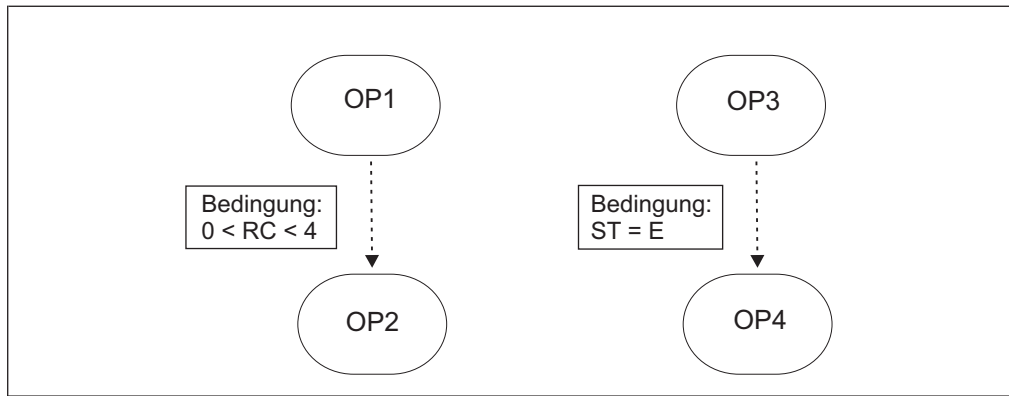 OP1
OP3
Bedingung:
0 < RC < 4
Bedingung:
ST = E
OP2
OP4